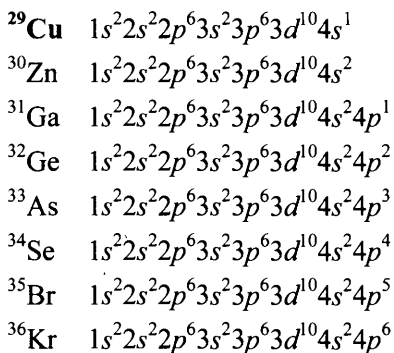 ²⁹Cu 1s²2s²2p⁶3s²3p⁶3d¹⁰4s¹
³⁰Zn 1s²2s²2p⁶3s²3p⁶3d¹⁰4s²
³¹Ga 1s²2s²2p⁶3s²3p⁶3d¹⁰4s²4p¹
³²Ge 1s²2s²2p⁶3s²3p⁶3d¹⁰4s²4p²
³³As 1s²2s²2p⁶3s²3p⁶3d¹⁰4s²4p³
³⁴Se 1s²2s²2p⁶3s²3p⁶3d¹⁰4s²4p⁴
³⁵Br 1s²2s²2p⁶3s²3p⁶3d¹⁰4s²4p⁵
³⁶Kr 1s²2s²2p⁶3s²3p⁶3d¹⁰4s²4p⁶